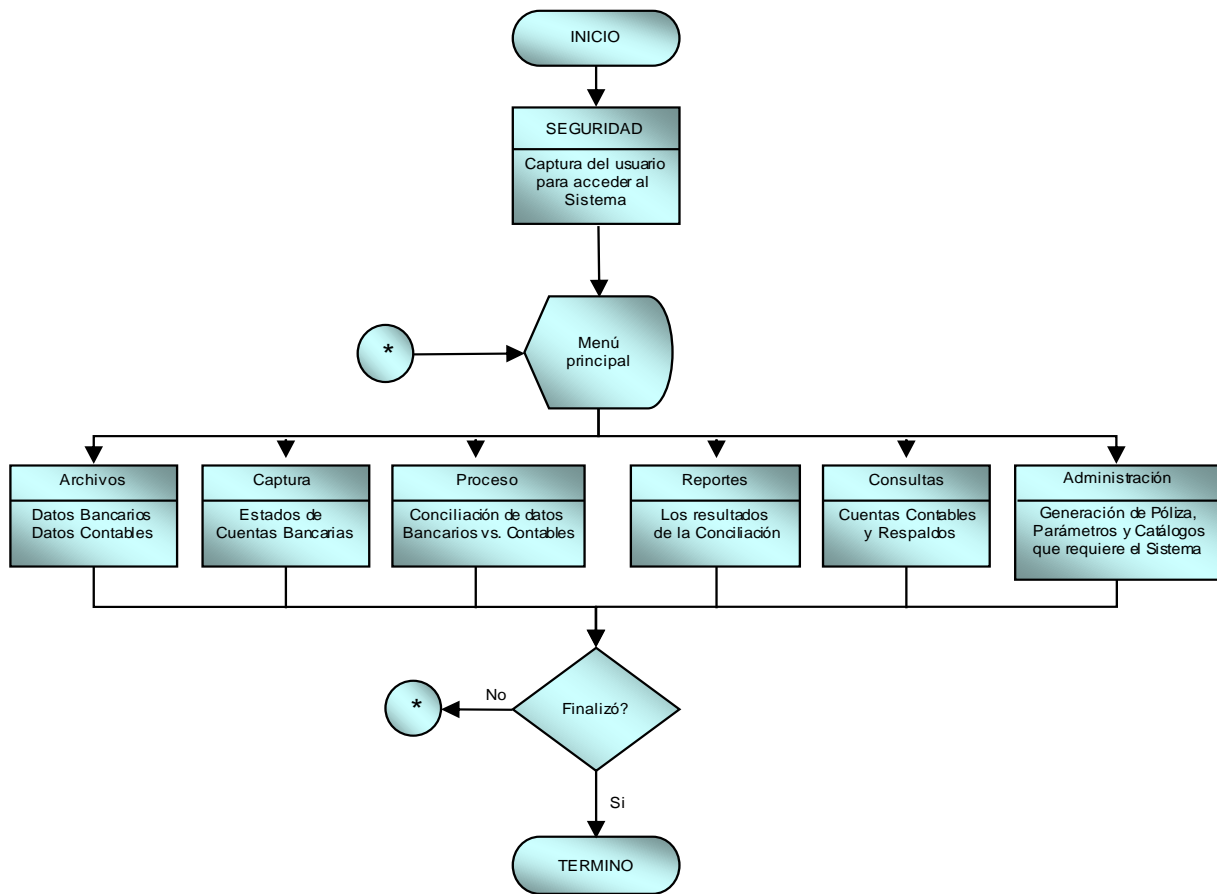 INICIO
SEGURIDAD
Captura del usuario
para acceder al
Sistema
*
Menú
principal
Archivos
Datos Bancarios
Datos Contables
Captura
Estados de
Cuentas Bancarias
Proceso
Conciliación de datos
Bancarios vs. Contables
Reportes
Los resultados
de la Conciliación
Consultas
Cuentas Contables
y Respaldos
Administración
Generación de Póliza,
Parámetros y Catálogos
que requiere el Sistema
*
No
Finalizó?
Si
TERMINO